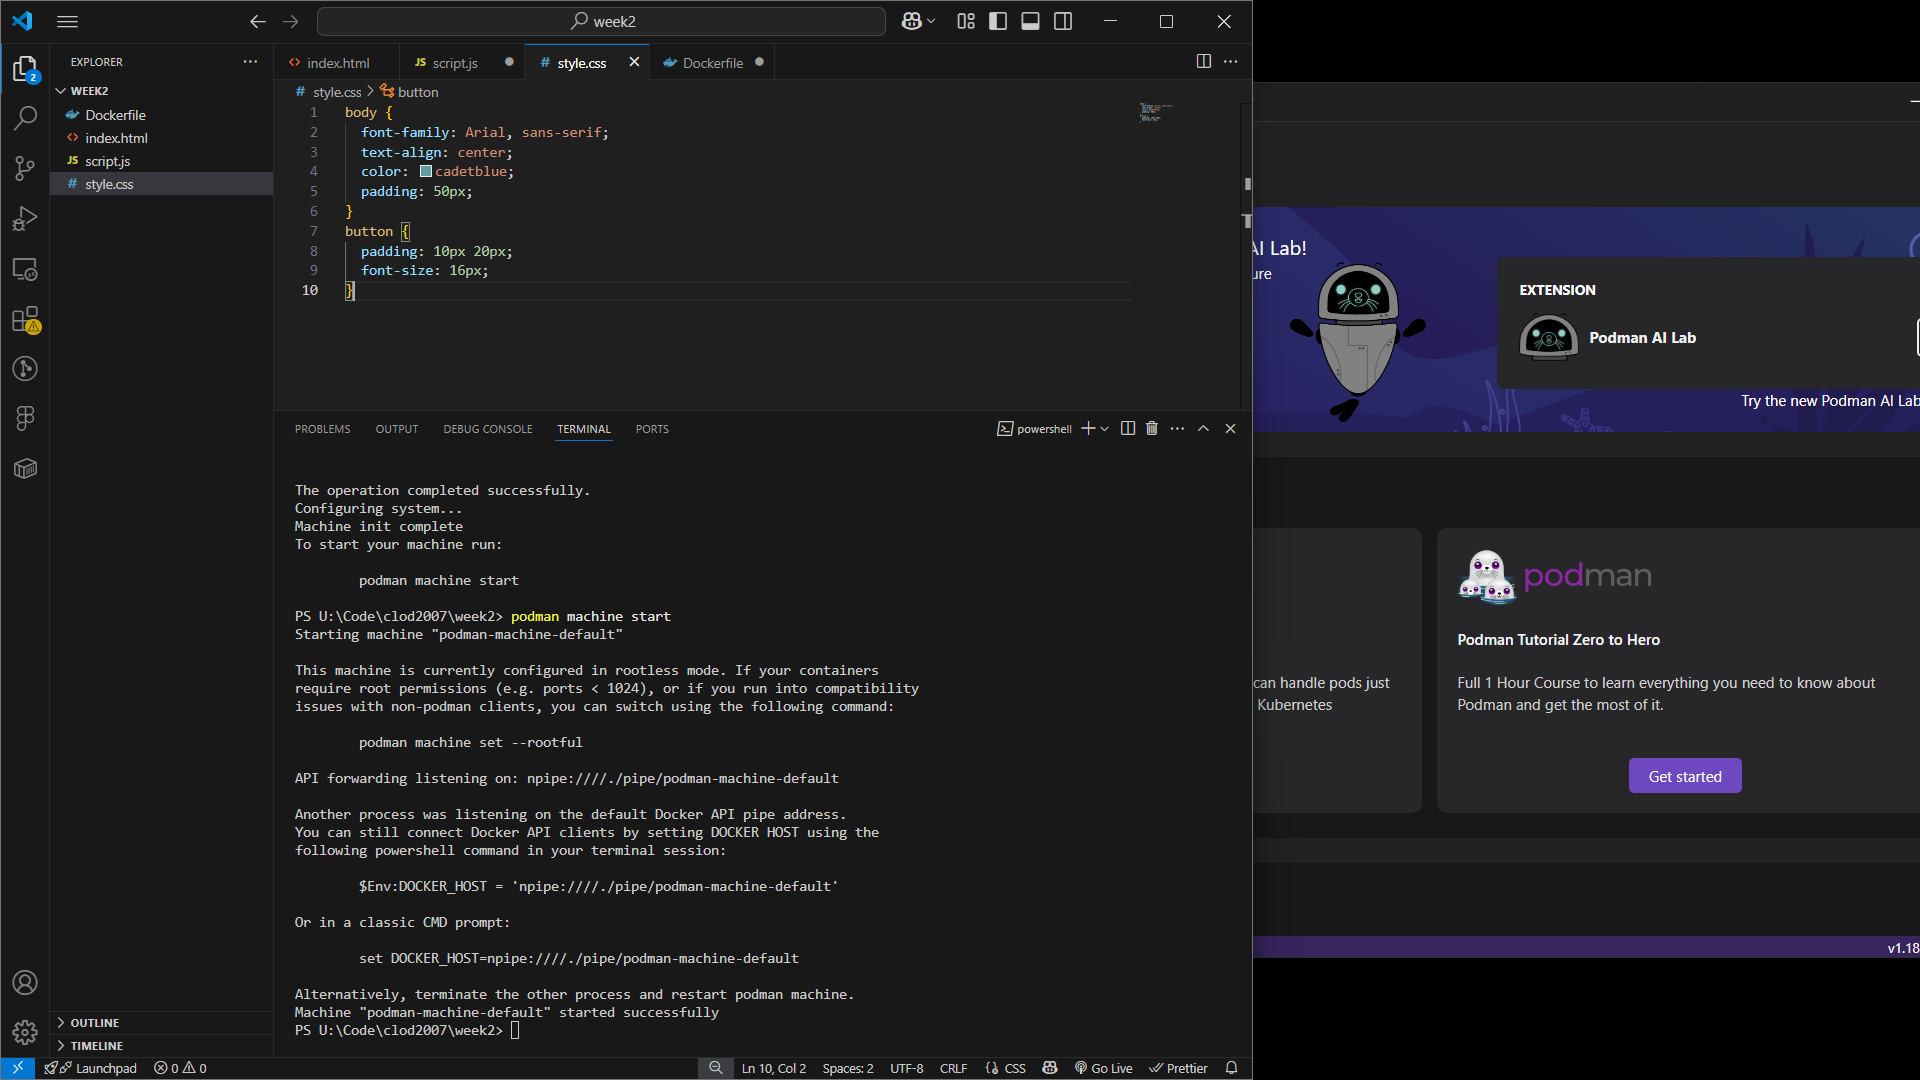 week2
EXPLORER
2
WEEK2
Dockerfile
index.html
script.js
style.css
OUTLINE
TIMELINE
index.html
JS script.js
# style.css
Dockerfile
# style.css > button
1 body {
2 font-family: Arial, sans-serif;
3 text-align: center;
4 color: cadetblue;
5 padding: 50px;
6 }
7 button {
8 padding: 10px 20px;
9 font-size: 16px;
10 }
PROBLEMS OUTPUT DEBUG CONSOLE TERMINAL PORTS
powershell
The operation completed successfully.
Configuring system...
Machine init complete
To start your machine run:
podman machine start
PS U:\Code\clod2007\week2> podman machine start
Starting machine "podman-machine-default"
This machine is currently configured in rootless mode. If your containers
require root permissions (e.g. ports < 1024), or if you run into compatibility
issues with non-podman clients, you can switch using the following command:
podman machine set --rootful
API forwarding listening on: npipe:////./pipe/podman-machine-default
Another process was listening on the default Docker API pipe address.
You can still connect Docker API clients by setting DOCKER HOST using the
following powershell command in your terminal session:
$Env:DOCKER_HOST = 'npipe:////./pipe/podman-machine-default'
Or in a classic CMD prompt:
set DOCKER_HOST=npipe:////./pipe/podman-machine-default
Alternatively, terminate the other process and restart podman machine.
Machine "podman-machine-default" started successfully
PS U:\Code\clod2007\week2>
Launchpad 0 0
Ln 10, Col 2 Spaces: 2 UTF-8 CRLF CSS Go Live Prettier
AI Lab!
ure
EXTENSION
Podman AI Lab
Try the new Podman AI Lab
can handle pods just
Kubernetes
podman
Podman Tutorial Zero to Hero
Full 1 Hour Course to learn everything you need to know about
Podman and get the most of it.
Get started
v1.18